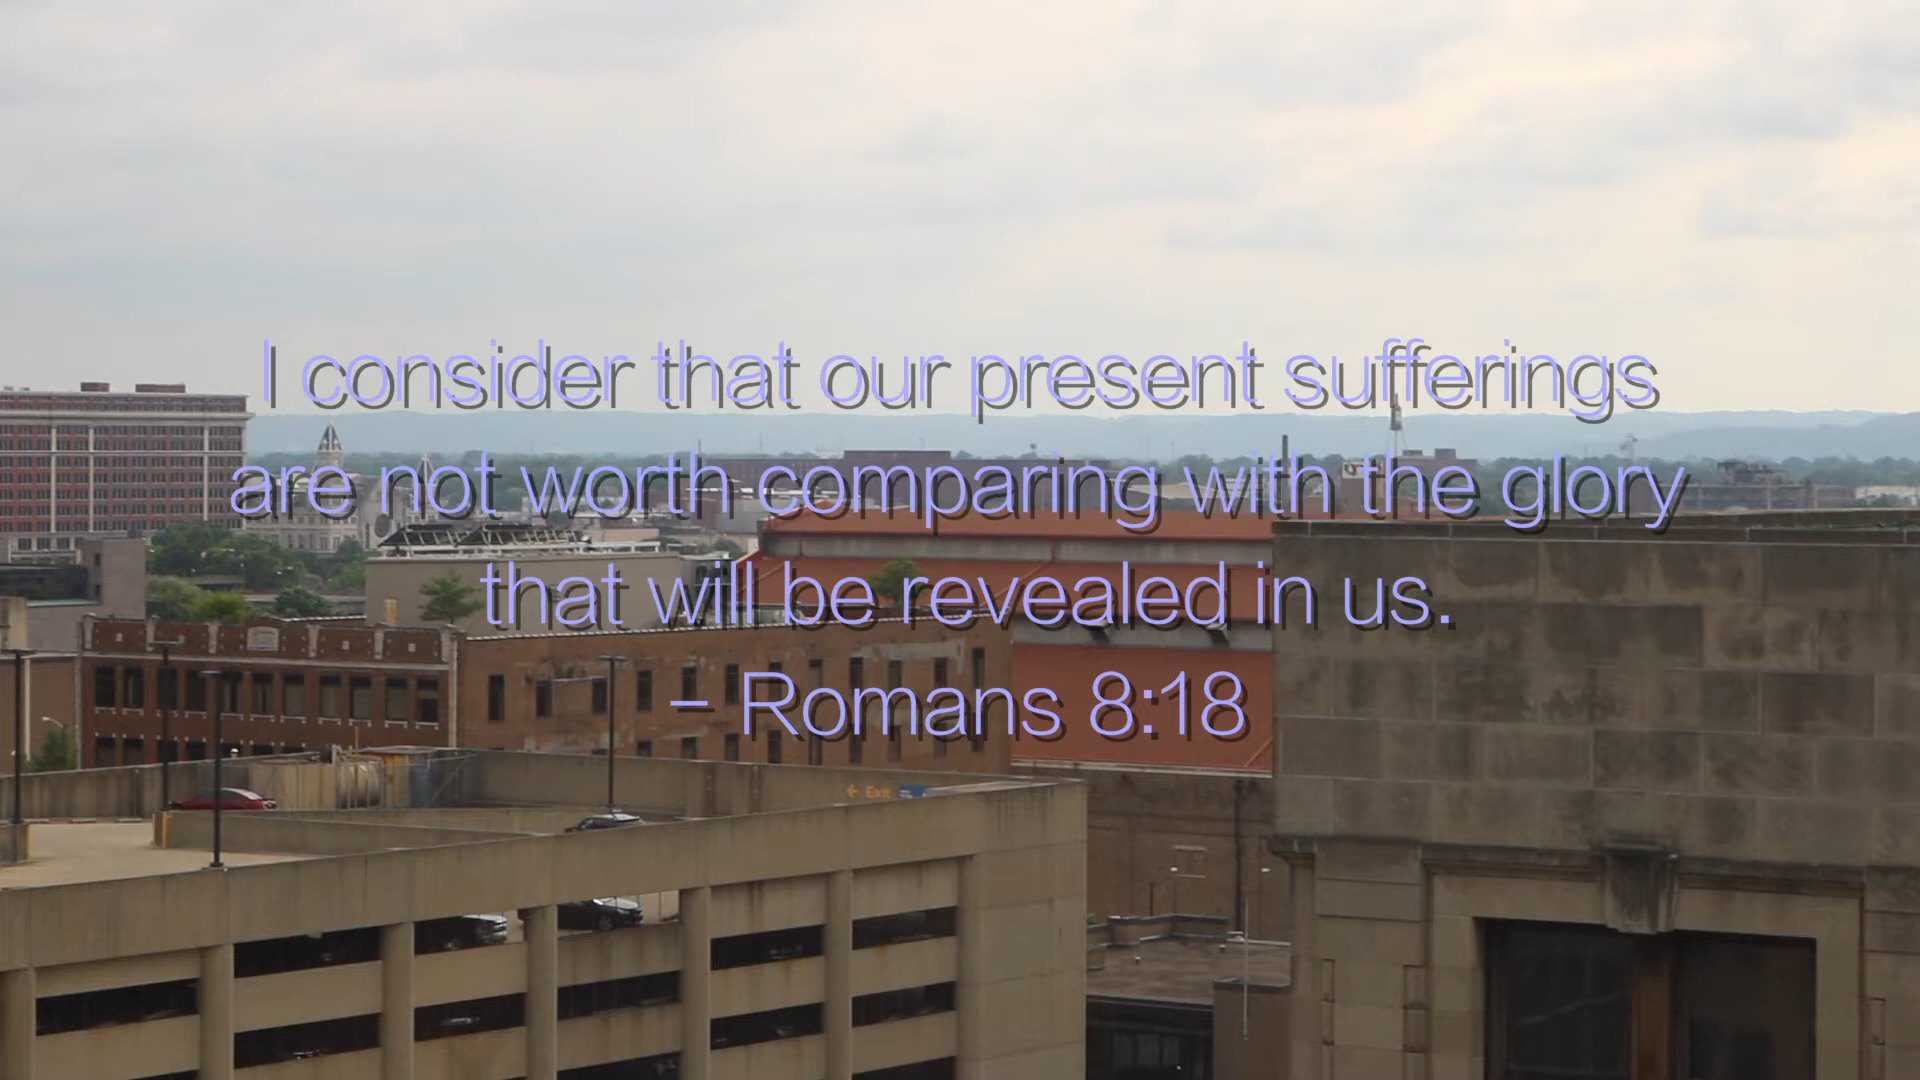 I consider that our present sufferings
are not worth comparing with the glory
that will be revealed in us.
– Romans 8:18
← Exit